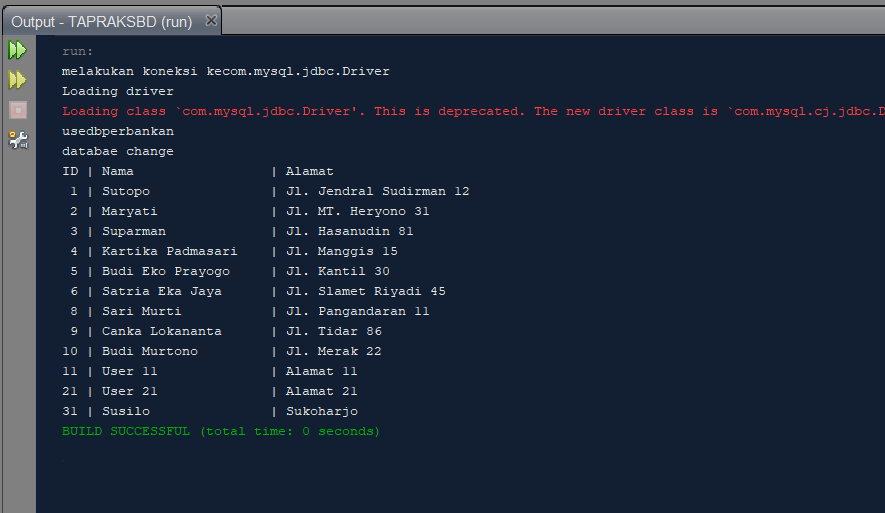 Output - TAPRAKSBD (run)
run:
melakukan koneksi kecom.mysql.jdbc.Driver
Loading driver
Loading class `com.mysql.jdbc.Driver'. This is deprecated. The new driver class is `com.mysql.cj.jdbc.D
usedbperbankan
databae change
ID | Nama | Alamat
1 | Sutopo | Jl. Jendral Sudirman 12
2 | Maryati | Jl. MT. Heryono 31
3 | Suparman | Jl. Hasanudin 81
4 | Kartika Padmasari | Jl. Manggis 15
5 | Budi Eko Prayogo | Jl. Kantil 30
6 | Satria Eka Jaya | Jl. Slamet Riyadi 45
8 | Sari Murti | Jl. Pangandaran 11
9 | Canka Lokananta | Jl. Tidar 86
10 | Budi Murtono | Jl. Merak 22
11 | User 11 | Alamat 11
21 | User 21 | Alamat 21
31 | Susilo | Sukoharjo
BUILD SUCCESSFUL (total time: 0 seconds)